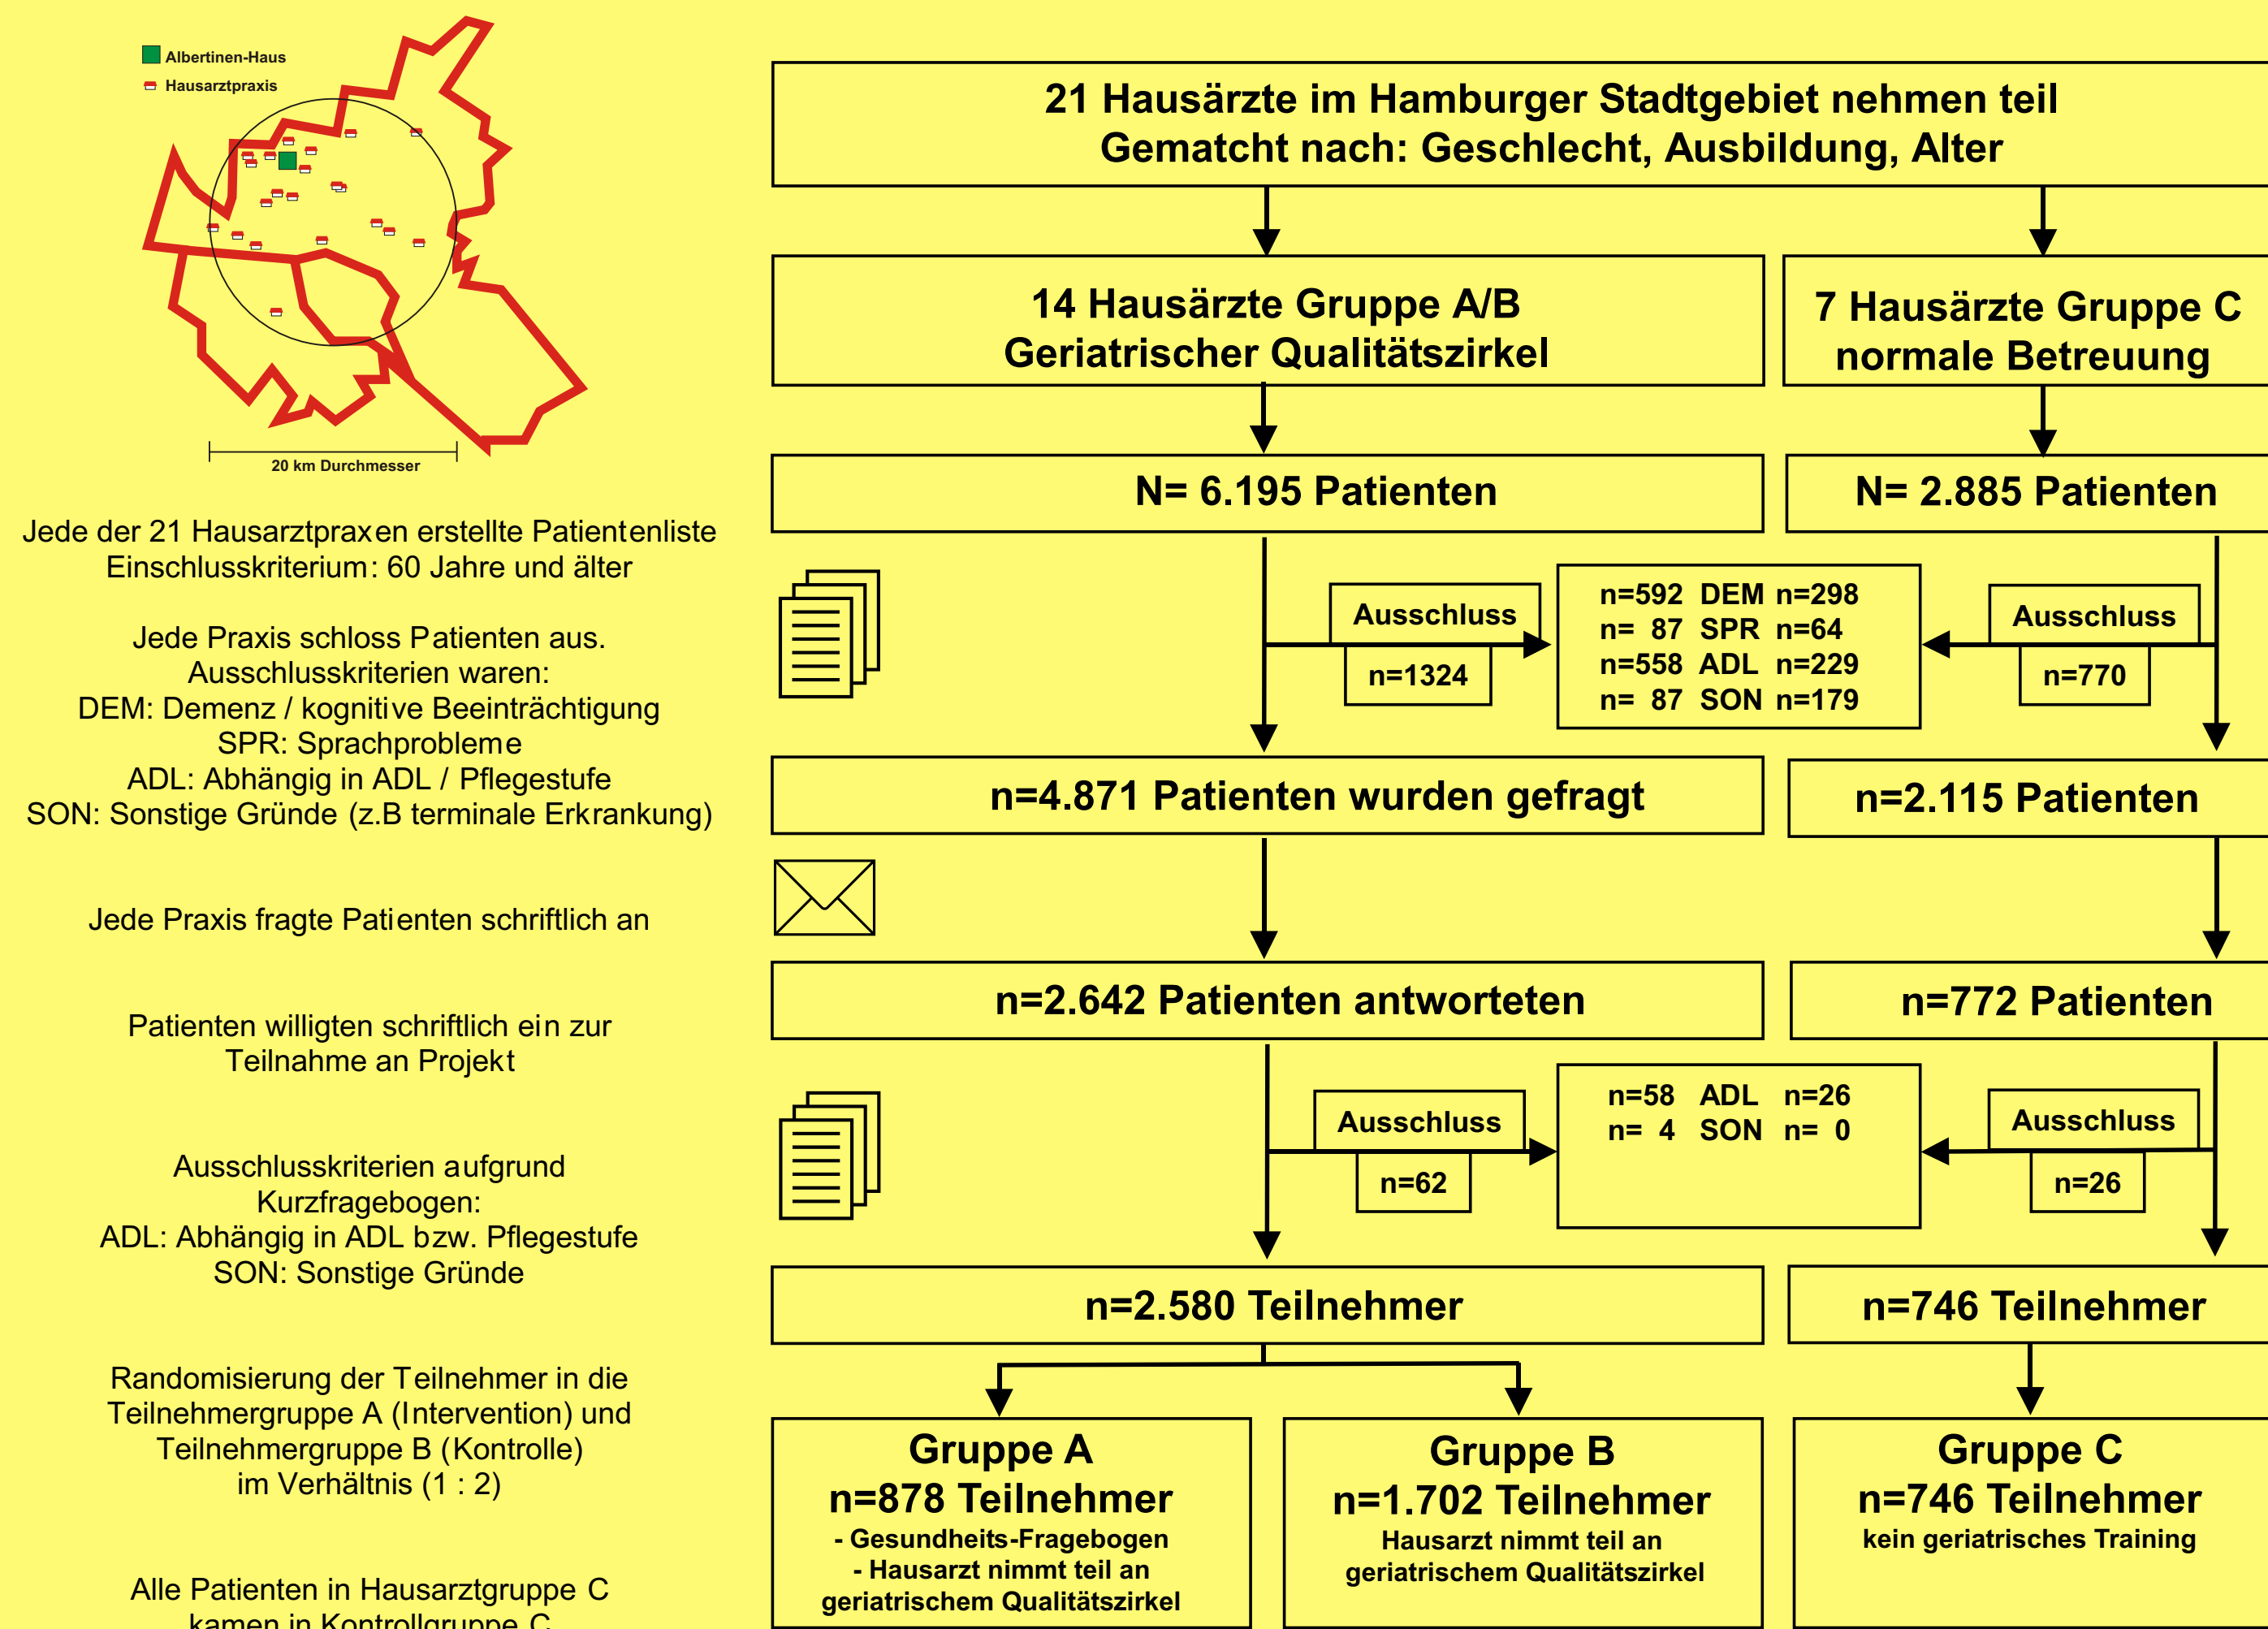 Albertinen-Haus
Hausarztpraxis
20 km Durchmesser
Jede der 21 Hausarztpraxen erstellte Patientenliste
Einschlusskriterium: 60 Jahre und älter
Jede Praxis schloss Patienten aus.
Ausschlusskriterien waren:
DEM: Demenz / kognitive Beeinträchtigung
SPR: Sprachprobleme
ADL: Abhängig in ADL / Pflegestufe
SON: Sonstige Gründe (z.B terminale Erkrankung)
Jede Praxis fragte Patienten schriftlich an
Patienten willigten schriftlich ein zur
Teilnahme an Projekt
Ausschlusskriterien aufgrund
Kurzfragebogen:
ADL: Abhängig in ADL bzw. Pflegestufe
SON: Sonstige Gründe
Randomisierung der Teilnehmer in die
Teilnehmergruppe A (Intervention) und
Teilnehmergruppe B (Kontrolle)
im Verhältnis (1 : 2)
Alle Patienten in Hausarztgruppe C
kamen in Kontrollgruppe C
21 Hausärzte im Hamburger Stadtgebiet nehmen teil
Gematcht nach: Geschlecht, Ausbildung, Alter
14 Hausärzte Gruppe A/B
Geriatrischer Qualitätszirkel
7 Hausärzte Gruppe C
normale Betreuung
N= 6.195 Patienten
N= 2.885 Patienten
Ausschluss
n=1324
n=592 DEM n=298
n= 87 SPR n=64
n=558 ADL n=229
n= 87 SON n=179
Ausschluss
n=770
n=4.871 Patienten wurden gefragt
n=2.115 Patienten
n=2.642 Patienten antworteten
n=772 Patienten
Ausschluss
n=62
n=58 ADL n=26
n= 4 SON n= 0
Ausschluss
n=26
n=2.580 Teilnehmer
n=746 Teilnehmer
Gruppe A
n=878 Teilnehmer
- Gesundheits-Fragebogen
- Hausarzt nimmt teil an
geriatrischem Qualitätszirkel
Gruppe B
n=1.702 Teilnehmer
Hausarzt nimmt teil an
geriatrischem Qualitätszirkel
Gruppe C
n=746 Teilnehmer
kein geriatrisches Training